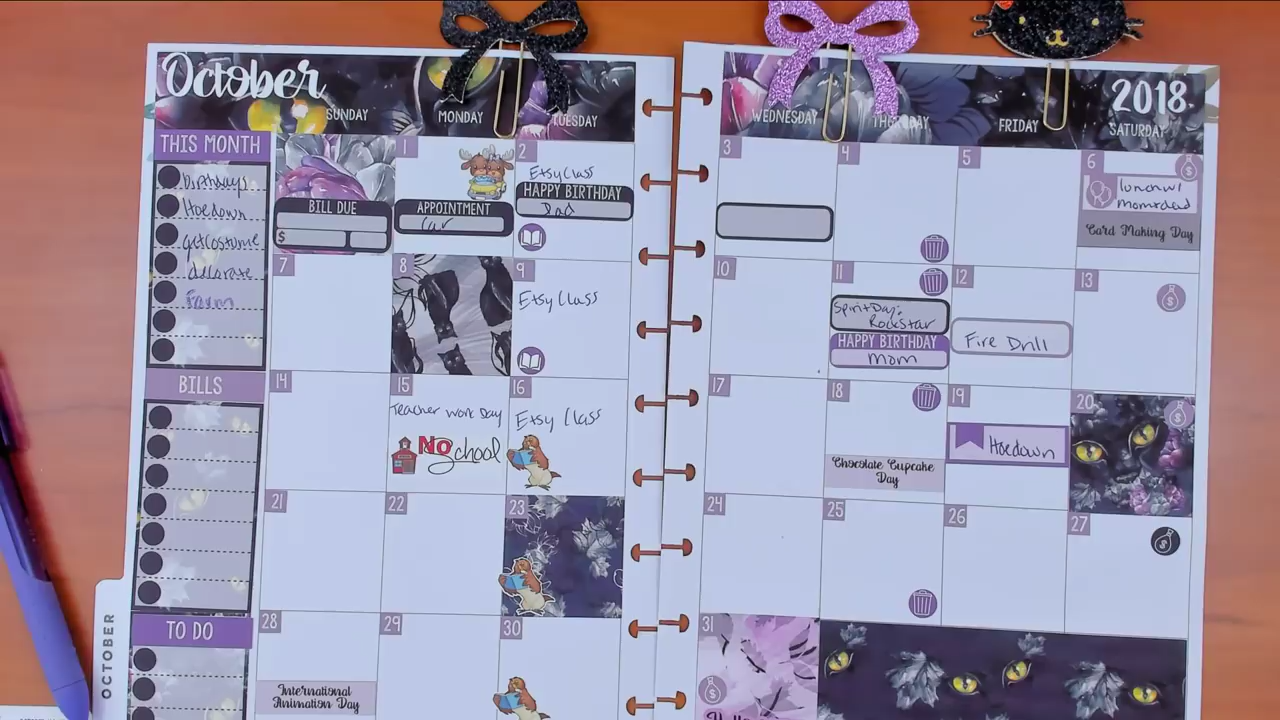 October
2018
SUNDAY
MONDAY
TUESDAY
WEDNESDAY
THURSDAY
FRIDAY
SATURDAY
THIS MONTH
birthdays
Hoedown
get costume
decorate
Farm
BILLS
TO DO
OCTOBER
BILL DUE
$
1
APPOINTMENT
Car
2
Etsy Class
HAPPY BIRTHDAY
Dad
3
4
5
6
$
lunch w/
mom+dad
Card Making Day
7
8
9
Etsy Class
10
11
Spirit Day:
Rockstar
HAPPY BIRTHDAY
mom
12
Fire Drill
13
$
14
15
Teacher work Day
NO School
16
Etsy Class
17
18
Chocolate Cupcake
Day
19
Hoedown
20
$
21
22
23
24
25
26
27
$
28
International
Animation Day
29
30
31
$